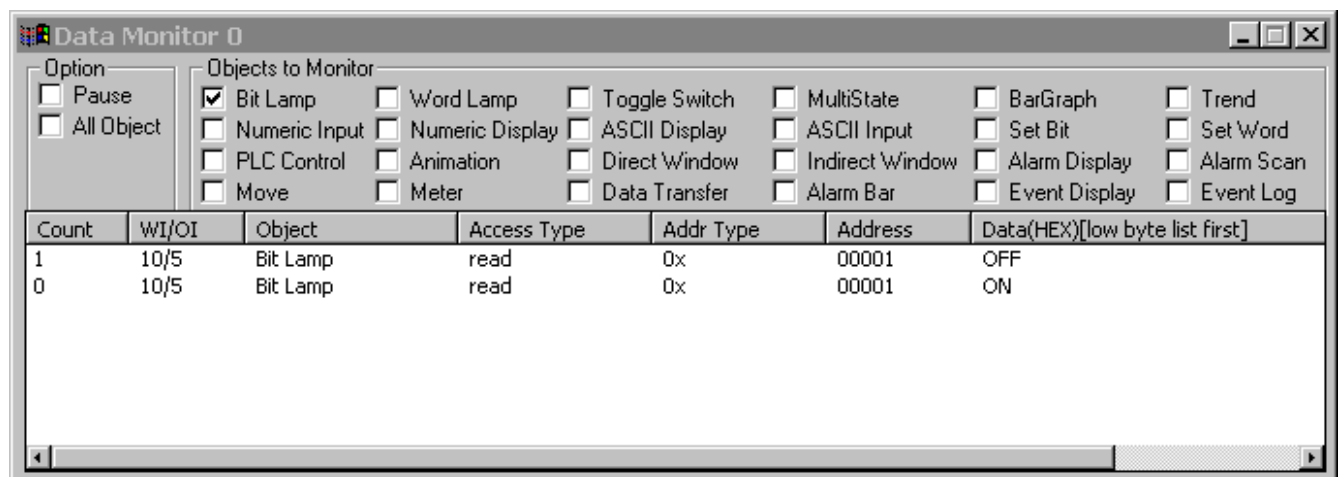 Data Monitor 0
Option Objects to Monitor
Pause Bit Lamp Word Lamp Toggle Switch MultiState BarGraph Trend
All Object Numeric Input Numeric Display ASCII Display ASCII Input Set Bit Set Word
PLC Control Animation Direct Window Indirect Window Alarm Display Alarm Scan
Move Meter Data Transfer Alarm Bar Event Display Event Log
Count WI/OI Object Access Type Addr Type Address Data(HEX)[low byte list first]
1 10/5 Bit Lamp read 0x 00001 OFF
0 10/5 Bit Lamp read 0x 00001 ON